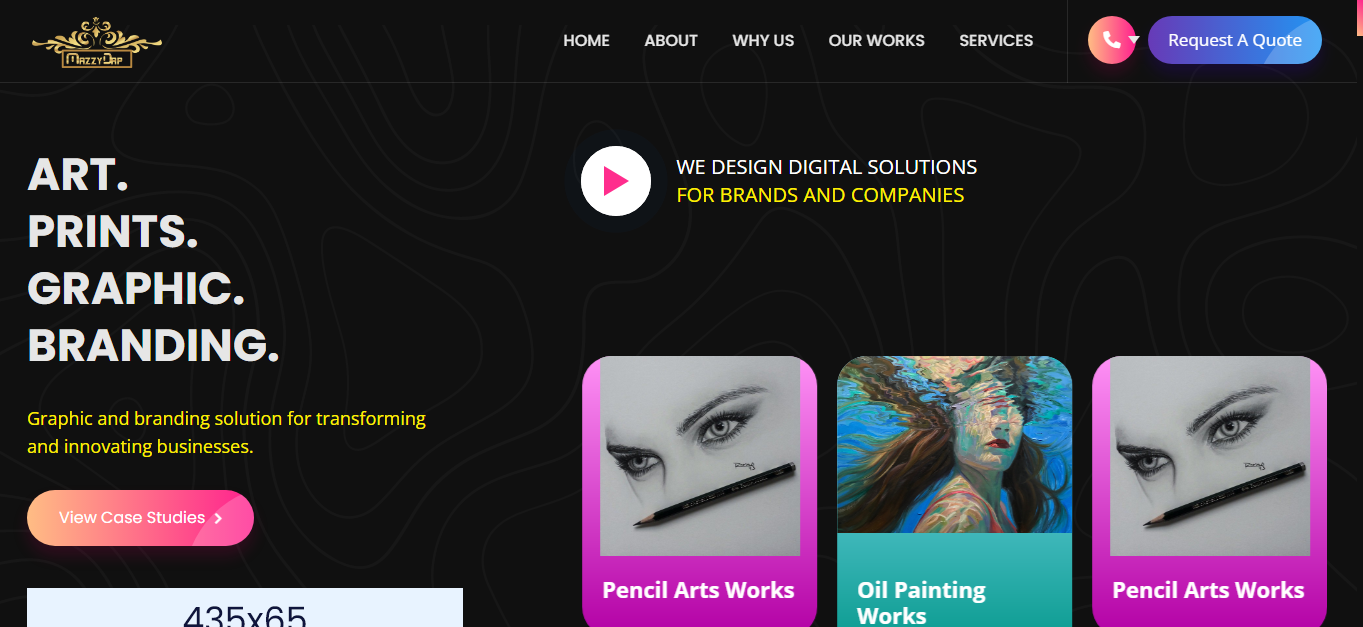 MAZZYDAP
HOME ABOUT WHY US OUR WORKS SERVICES
Request A Quote
ART.
PRINTS.
GRAPHIC.
BRANDING.
Graphic and branding solution for transforming
and innovating businesses.
View Case Studies
435x65
WE DESIGN DIGITAL SOLUTIONS
FOR BRANDS AND COMPANIES
Pencil Arts Works
Oil Painting
Works
Pencil Arts Works